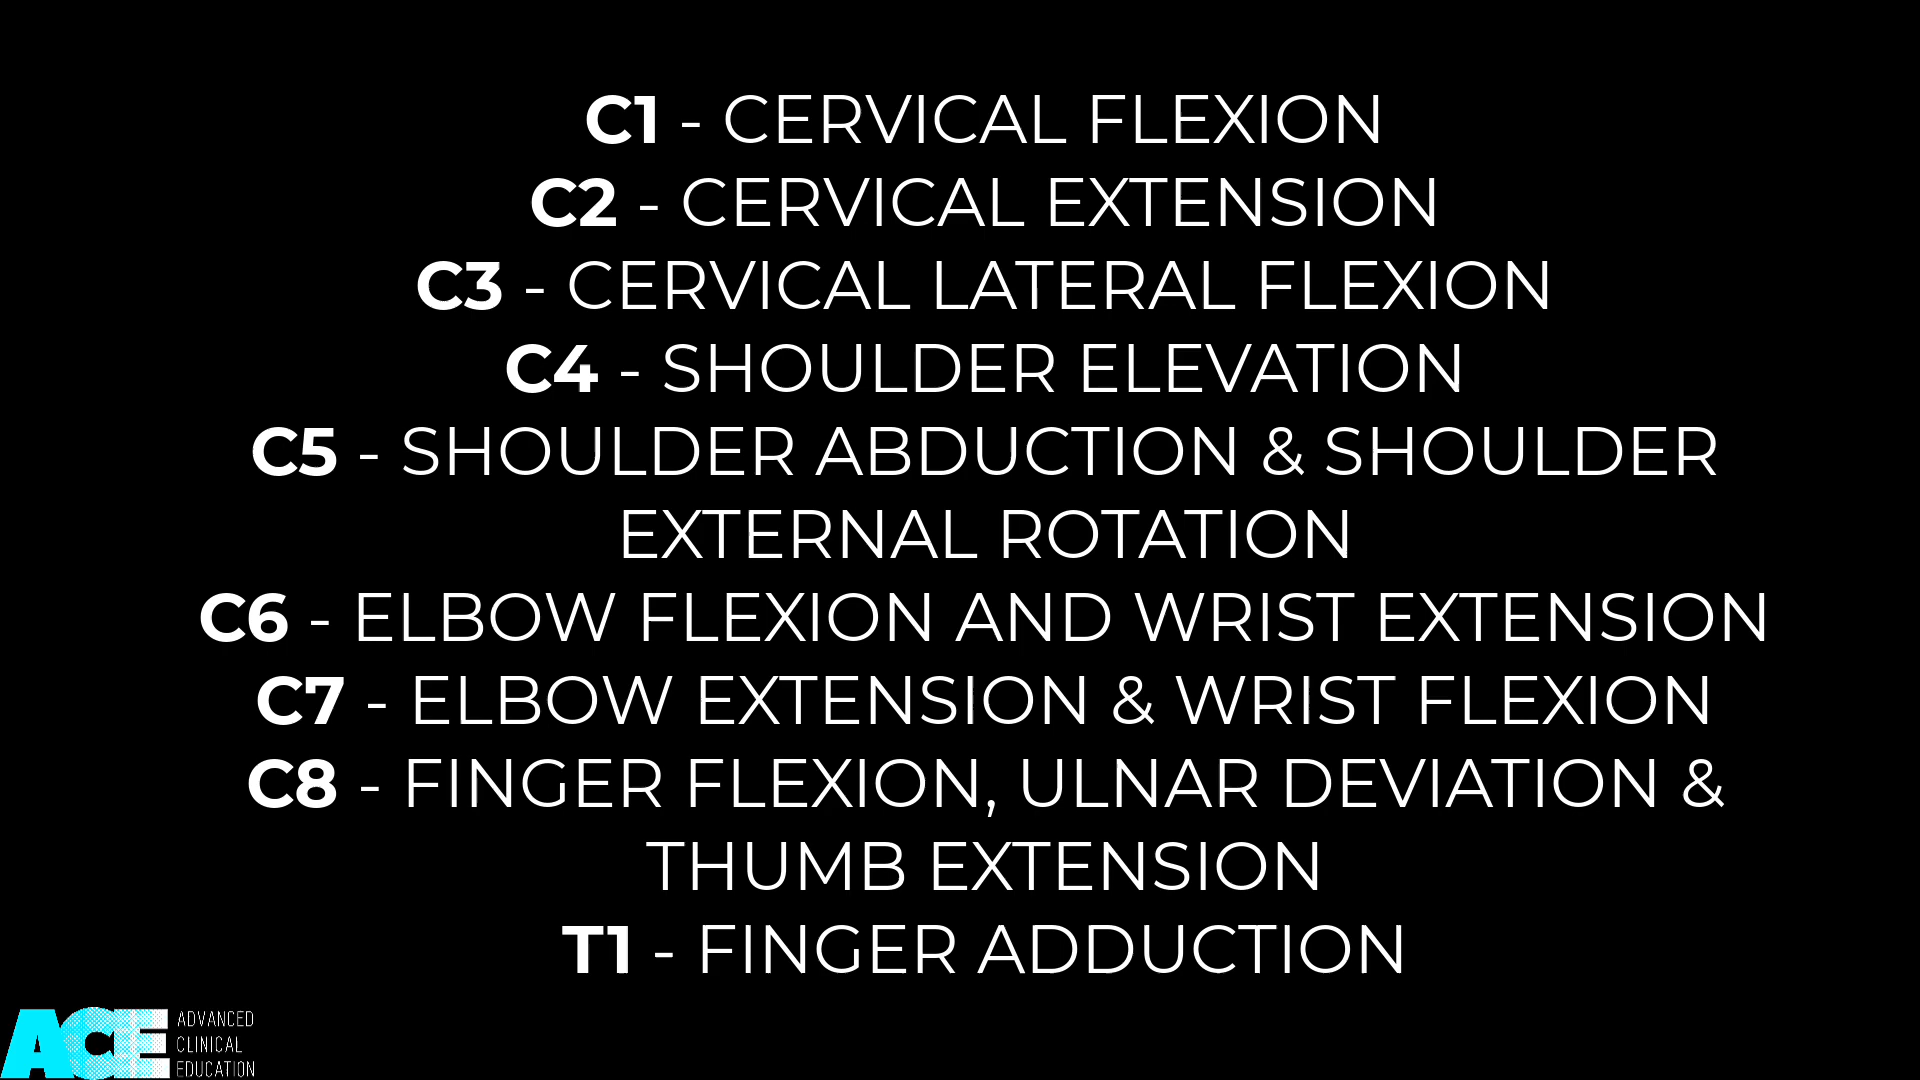 C1 - CERVICAL FLEXION
C2 - CERVICAL EXTENSION
C3 - CERVICAL LATERAL FLEXION
C4 - SHOULDER ELEVATION
C5 - SHOULDER ABDUCTION & SHOULDER
EXTERNAL ROTATION
C6 - ELBOW FLEXION AND WRIST EXTENSION
C7 - ELBOW EXTENSION & WRIST FLEXION
C8 - FINGER FLEXION, ULNAR DEVIATION &
THUMB EXTENSION
T1 - FINGER ADDUCTION
ACE
ADVANCED
CLINICAL
EDUCATION